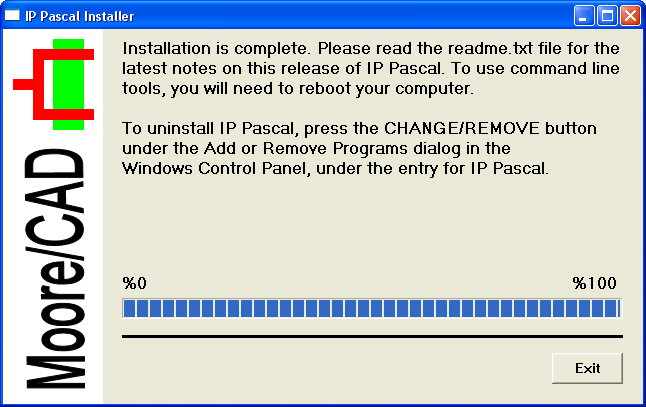 IP Pascal Installer
Installation is complete. Please read the readme.txt file for the
latest notes on this release of IP Pascal. To use command line
tools, you will need to reboot your computer.
To uninstall IP Pascal, press the CHANGE/REMOVE button
under the Add or Remove Programs dialog in the
Windows Control Panel, under the entry for IP Pascal.
Moore/CAD
%0 %100
Exit